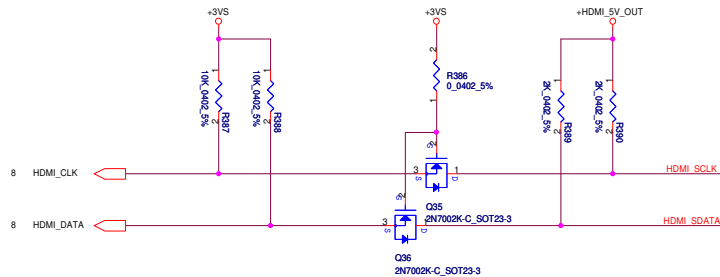 +3VS
+3VS
+HDMI_5V_OUT
1
1
2
1
1
10K_0402_5%
10K_0402_5%
R386
0_0402_5%
2K_0402_5%
2K_0402_5%
R387
R388
R389
R390
2
2
1
2
2
2
G
8
HDMI_CLK
3
1
HDMI_SCLK
S
D
2
G
Q35
2N7002K-C_SOT23-3
8
HDMI_DATA
3
1
HDMI_SDATA
S
D
Q36
2N7002K-C_SOT23-3